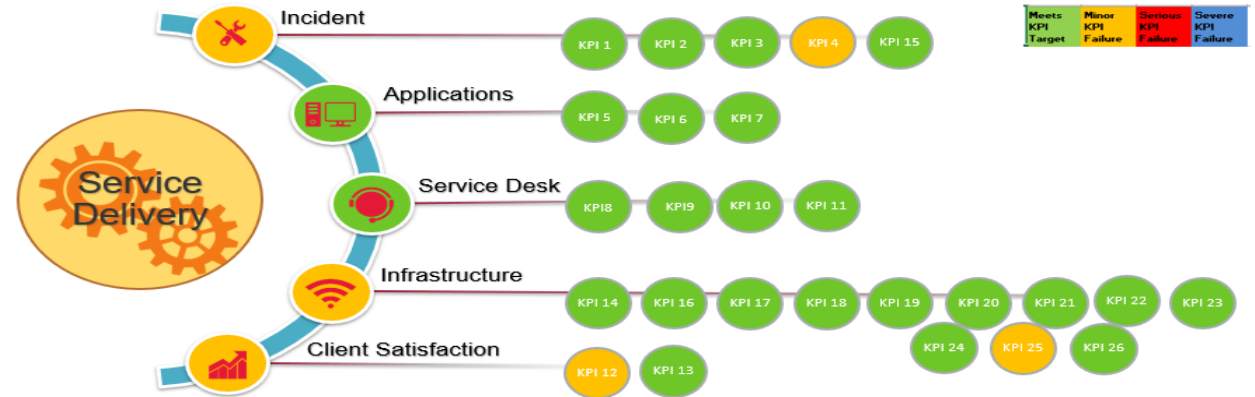 Incident
KPI 1 KPI 2 KPI 3 KPI 4 KPI 15
Meets Minor Serious Severe
KPI KPI KPI KPI
Target Failure Failure Failure
Applications
KPI 5 KPI 6 KPI 7
Service
Delivery
Service Desk
KPI8 KPI9 KPI 10 KPI 11
Infrastructure
KPI 14 KPI 16 KPI 17 KPI 18 KPI 19 KPI 20 KPI 21 KPI 22 KPI 23
KPI 24 KPI 25 KPI 26
Client Satisfaction
KPI 12 KPI 13